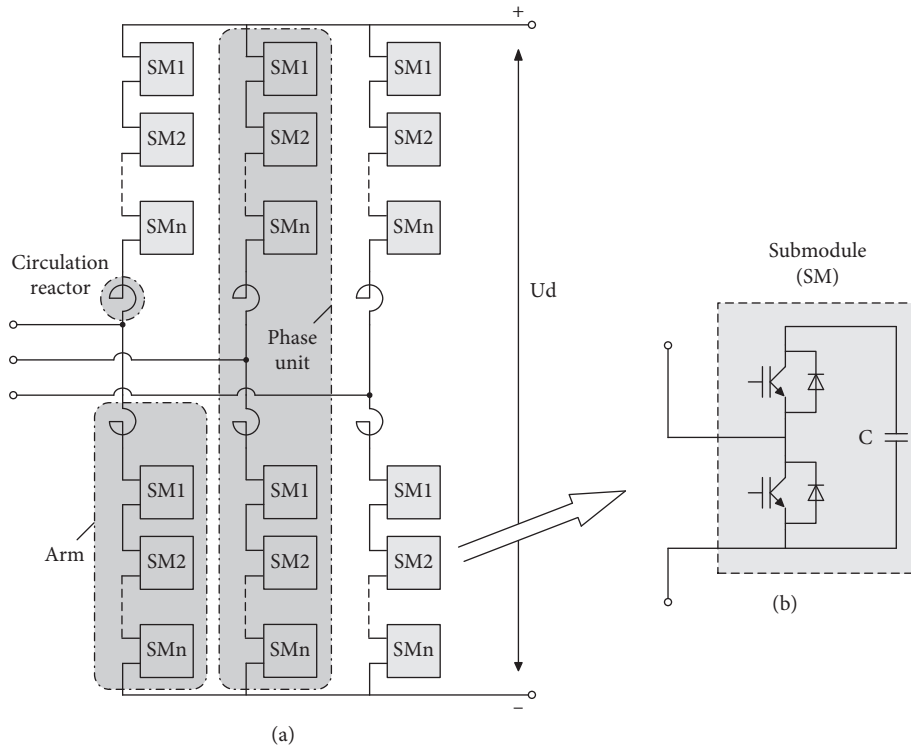 +
SM1 SM1 SM1
SM2 SM2 SM2
SMn SMn SMn
Circulation
reactor
Ud
Phase
unit
SM1 SM1 SM1
Arm
SM2 SM2 SM2
SMn SMn SMn
−
(a)
Submodule
(SM)
C
(b)